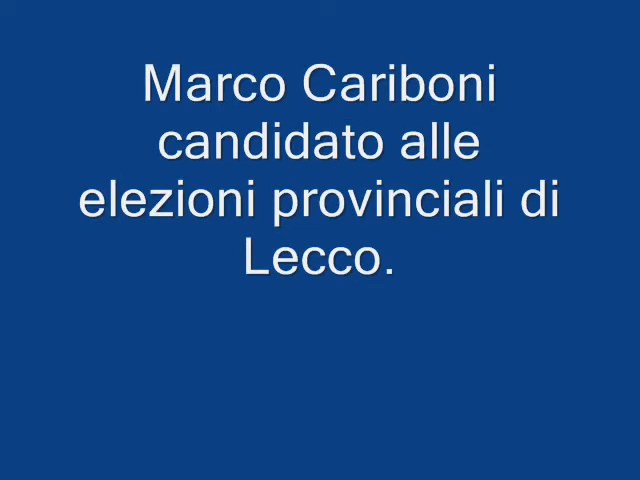 Marco Cariboni
candidato alle
elezioni provinciali di
Lecco.